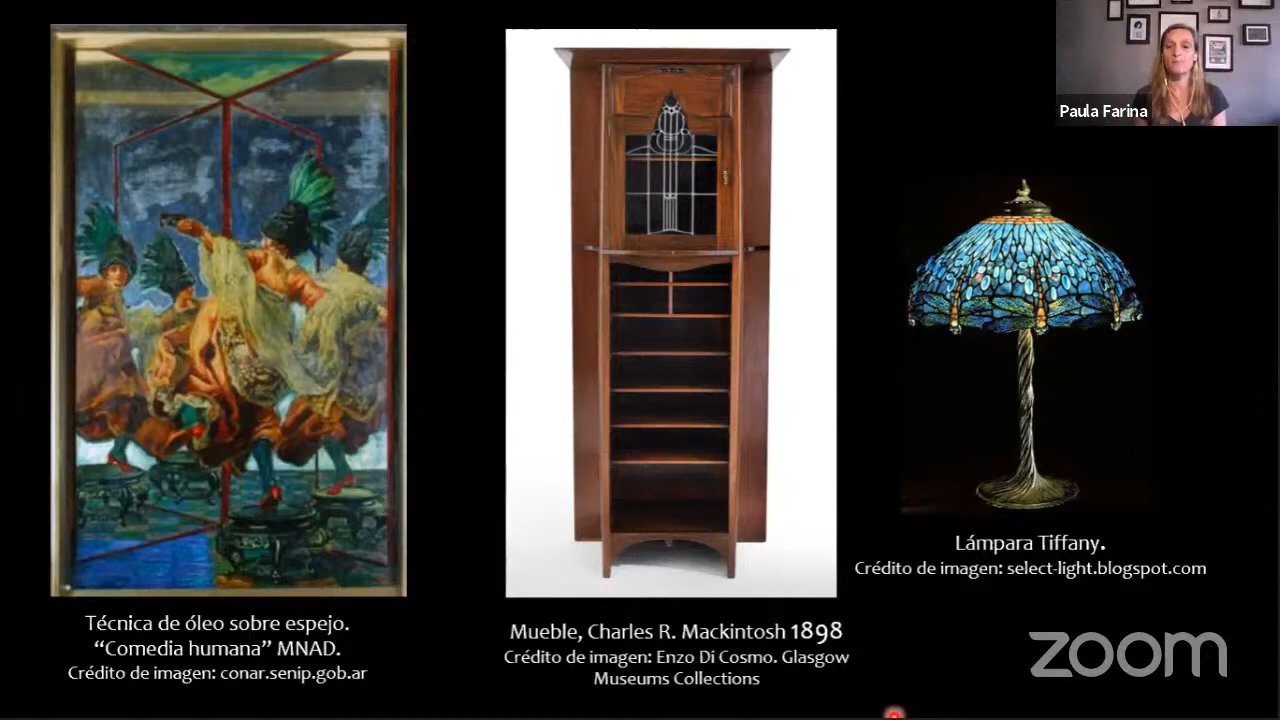 Paula Farina
Técnica de óleo sobre espejo.
“Comedia humana” MNAD.
Crédito de imagen: conar.senip.gob.ar
Mueble, Charles R. Mackintosh 1898
Crédito de imagen: Enzo Di Cosmo. Glasgow
Museums Collections
Lámpara Tiffany.
Crédito de imagen: select-light.blogspot.com
zoom